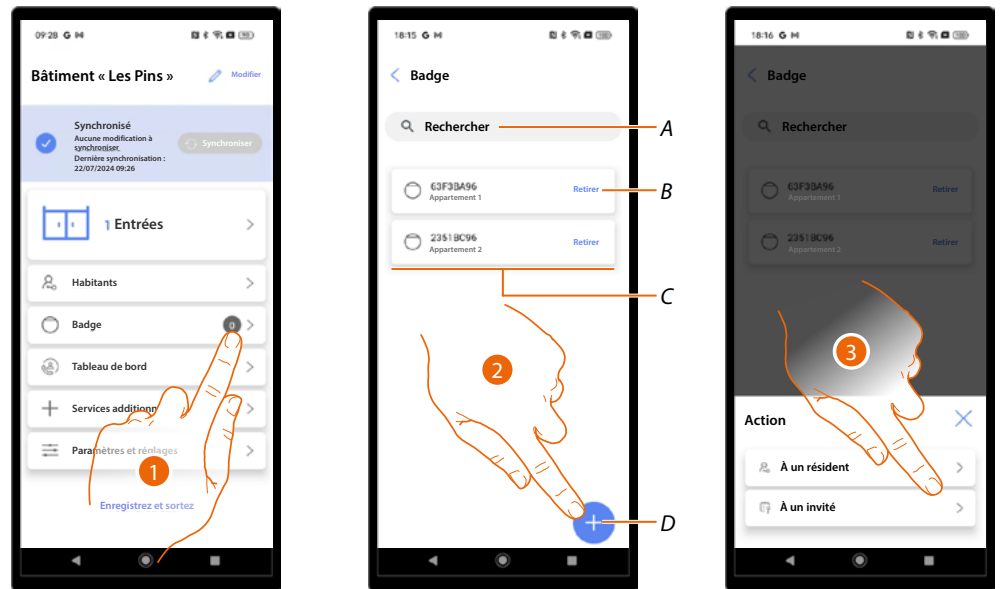 09:28 G
Bâtiment « Les Pins »
Modifier
Synchronisé
Aucune modification à
synchroniser
Dernière synchronisation :
22/07/2024 09:26
Synchroniser
1 Entrées
Habitants
Badge
0
Tableau de bord
Services additionn
Paramètres et réglages
1
Enregistrez et sortez
18:15 G
100
Badge
Rechercher
A
63F3BA96
Appartement 1
Retirer
B
2351BC96
Appartement 2
Retirer
C
2
D
18:16 G
100
Badge
Rechercher
63F3BA96
Appartement 1
Retirer
2351BC96
Appartement 2
Retirer
3
Action
À un résident
À un invité